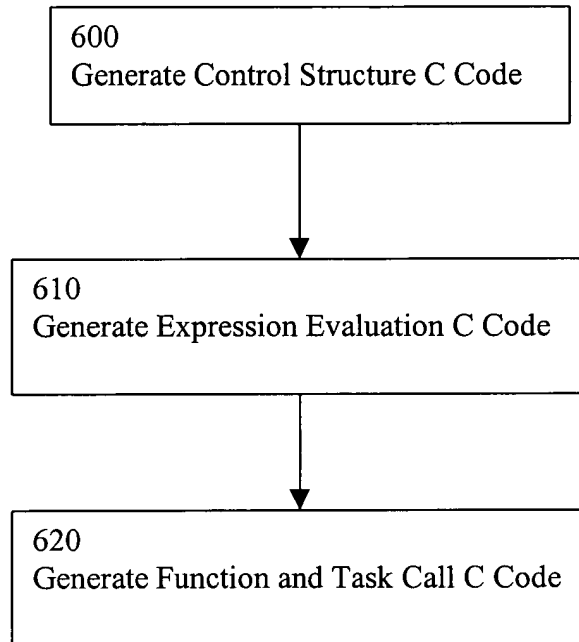 600
Generate Control Structure C Code
610
Generate Expression Evaluation C Code
620
Generate Function and Task Call C Code